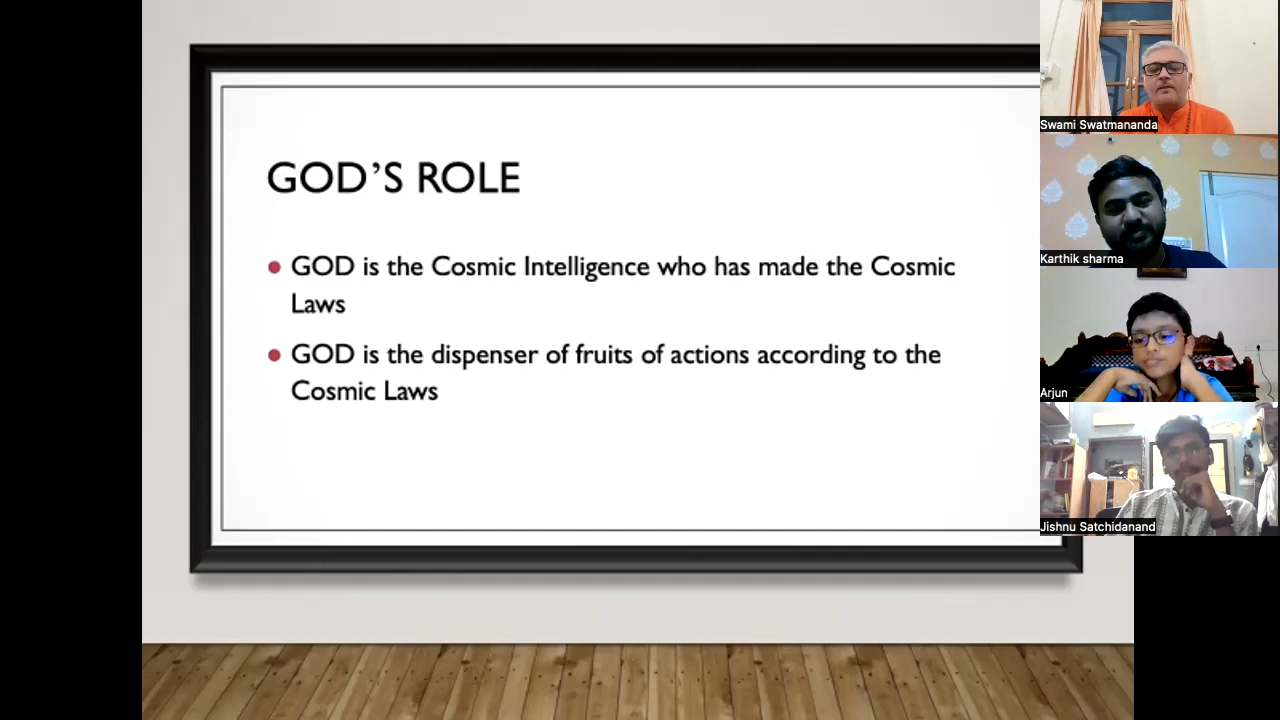 GOD'S ROLE
GOD is the Cosmic Intelligence who has made the Cosmic
Laws
GOD is the dispenser of fruits of actions according to the
Cosmic Laws
Swami Swatmananda
Karthik sharma
Arjun
Jishnu Satchidanand